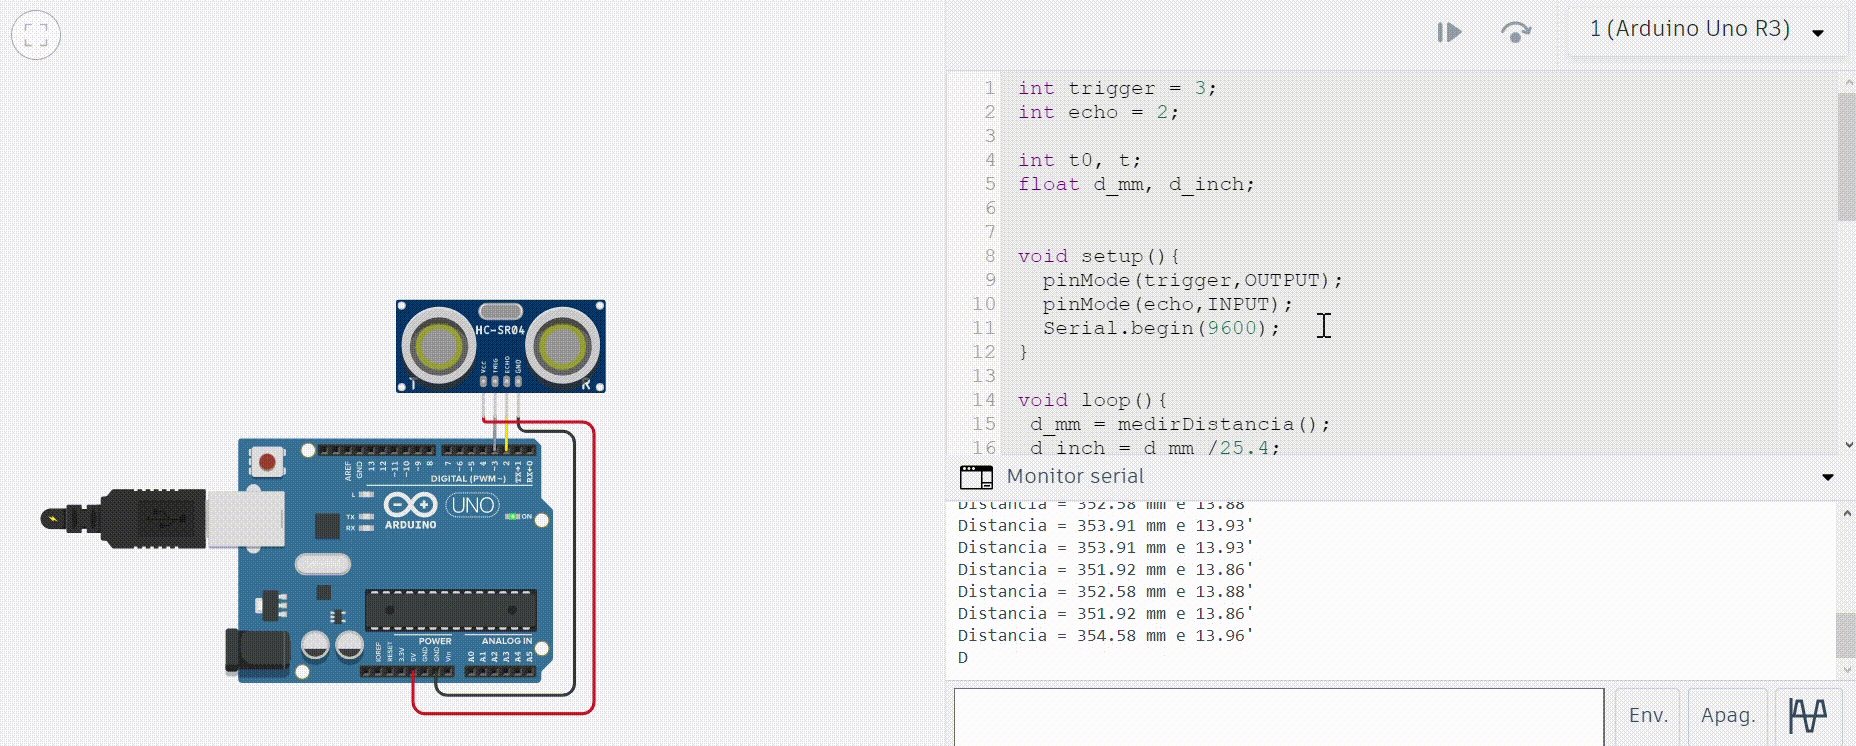 1 (Arduino Uno R3)
1 int trigger = 3;
2 int echo = 2;
3
4 int t0, t;
5 float d_mm, d_inch;
6
7
8 void setup(){
9 pinMode(trigger,OUTPUT);
10 pinMode(echo,INPUT);
11 Serial.begin(9600);
12 }
13
14 void loop(){
15 d_mm = medirDistancia();
16 d_inch = d_mm /25.4;
HC-SR04
Vcc TRIG ECHO GND
T R
AREF GND 13 12 ~11 ~10 ~9 8 7 ~6 ~5 4 ~3 2 TX→1 RX←0
DIGITAL (PWM~)
L
TX
RX
ARDUINO
UNO
ON
POWER ANALOG IN
IOREF RESET 3.3V 5V GND GND Vin A0 A1 A2 A3 A4 A5
Monitor serial
Distancia = 352.58 mm e 13.88'
Distancia = 353.91 mm e 13.93'
Distancia = 353.91 mm e 13.93'
Distancia = 351.92 mm e 13.86'
Distancia = 352.58 mm e 13.88'
Distancia = 351.92 mm e 13.86'
Distancia = 354.58 mm e 13.96'
D
Env. Apag.